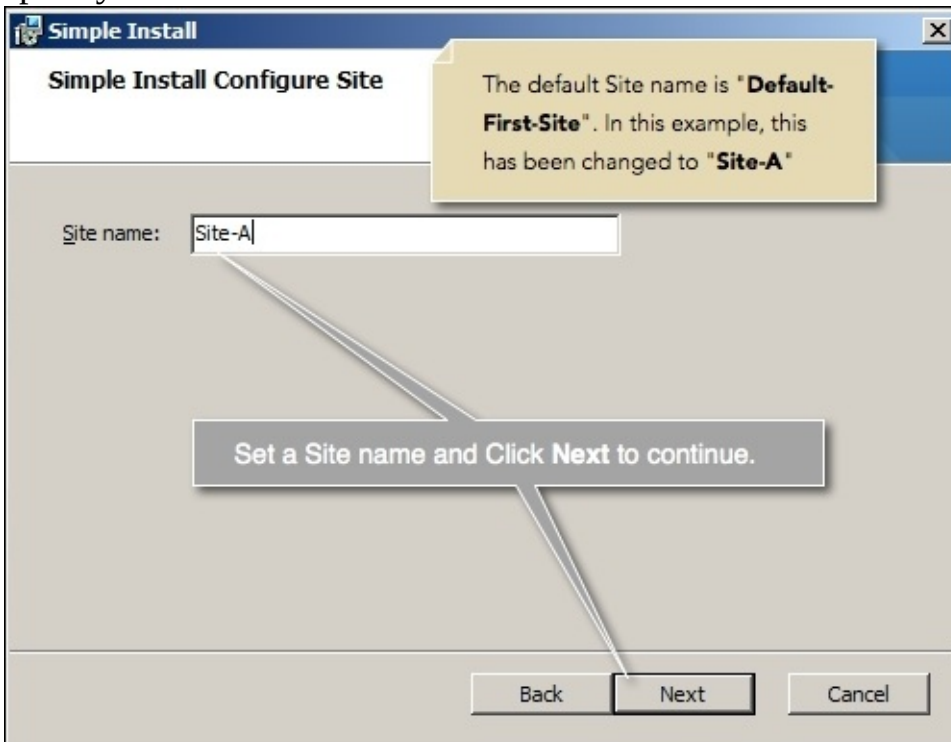 Simple Install
Simple Install Configure Site
The default Site name is "Default-
First-Site". In this example, this
has been changed to "Site-A"
Site name: Site-A
Set a Site name and Click Next to continue.
Back Next Cancel